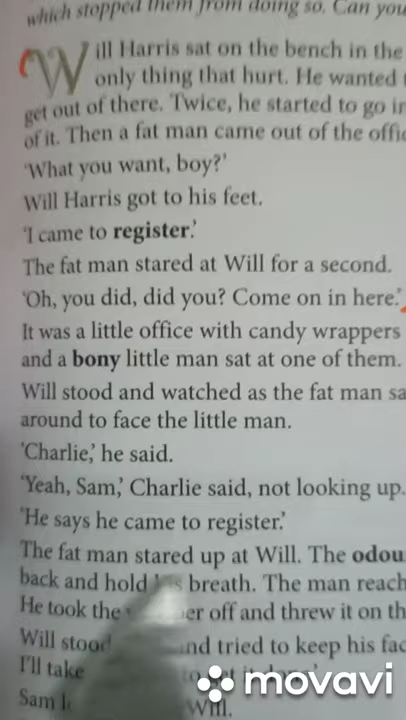 which stopped them from doing so. Can you
Will Harris sat on the bench in the
only thing that hurt. He wanted
get out of there. Twice, he started to go
of it. Then a fat man came out of the
'What you want, boy?'
Will Harris got to his feet.
'I came to register.'
The fat man stared at Will for a second.
'Oh, you did, did you? Come on in here.'
It was a little office with candy wrappers
and a bony little man sat at one of them.
Will stood and watched as the fat man
around to face the little man.
'Charlie,' he said.
'Yeah, Sam,' Charlie said, not looking up.
'He says he came to register.'
The fat man stared up at Will. The odou
back and hold his breath. The man reach
He took the off and threw it on th
Will stood and tried to keep his fac
I'll take
Sam Will.
movavi